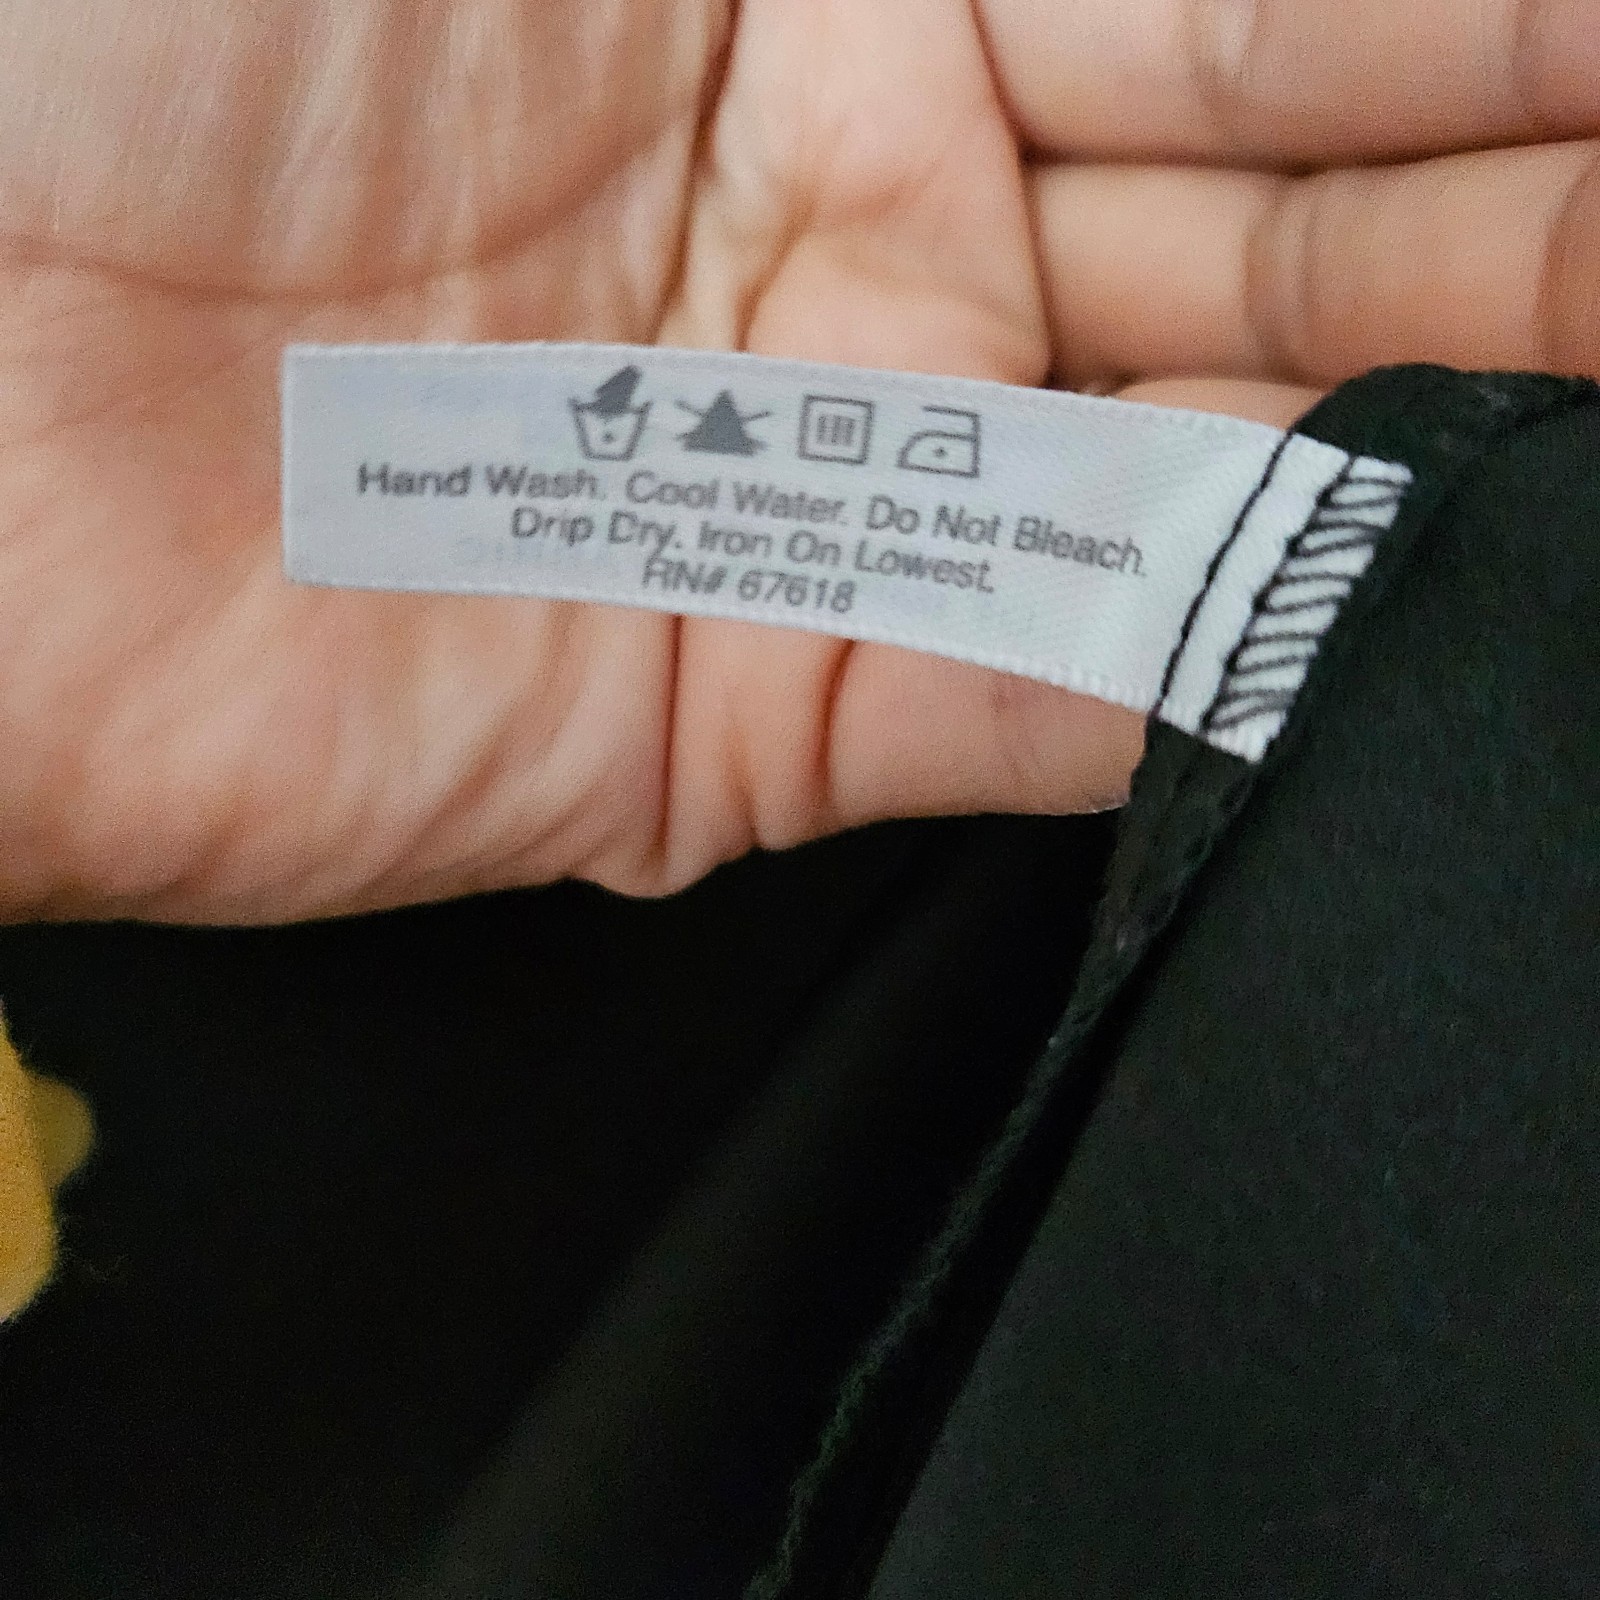 Hand Wash. Cool Water. Do Not Bleach.
Drip Dry. Iron On Lowest.
RN# 67618